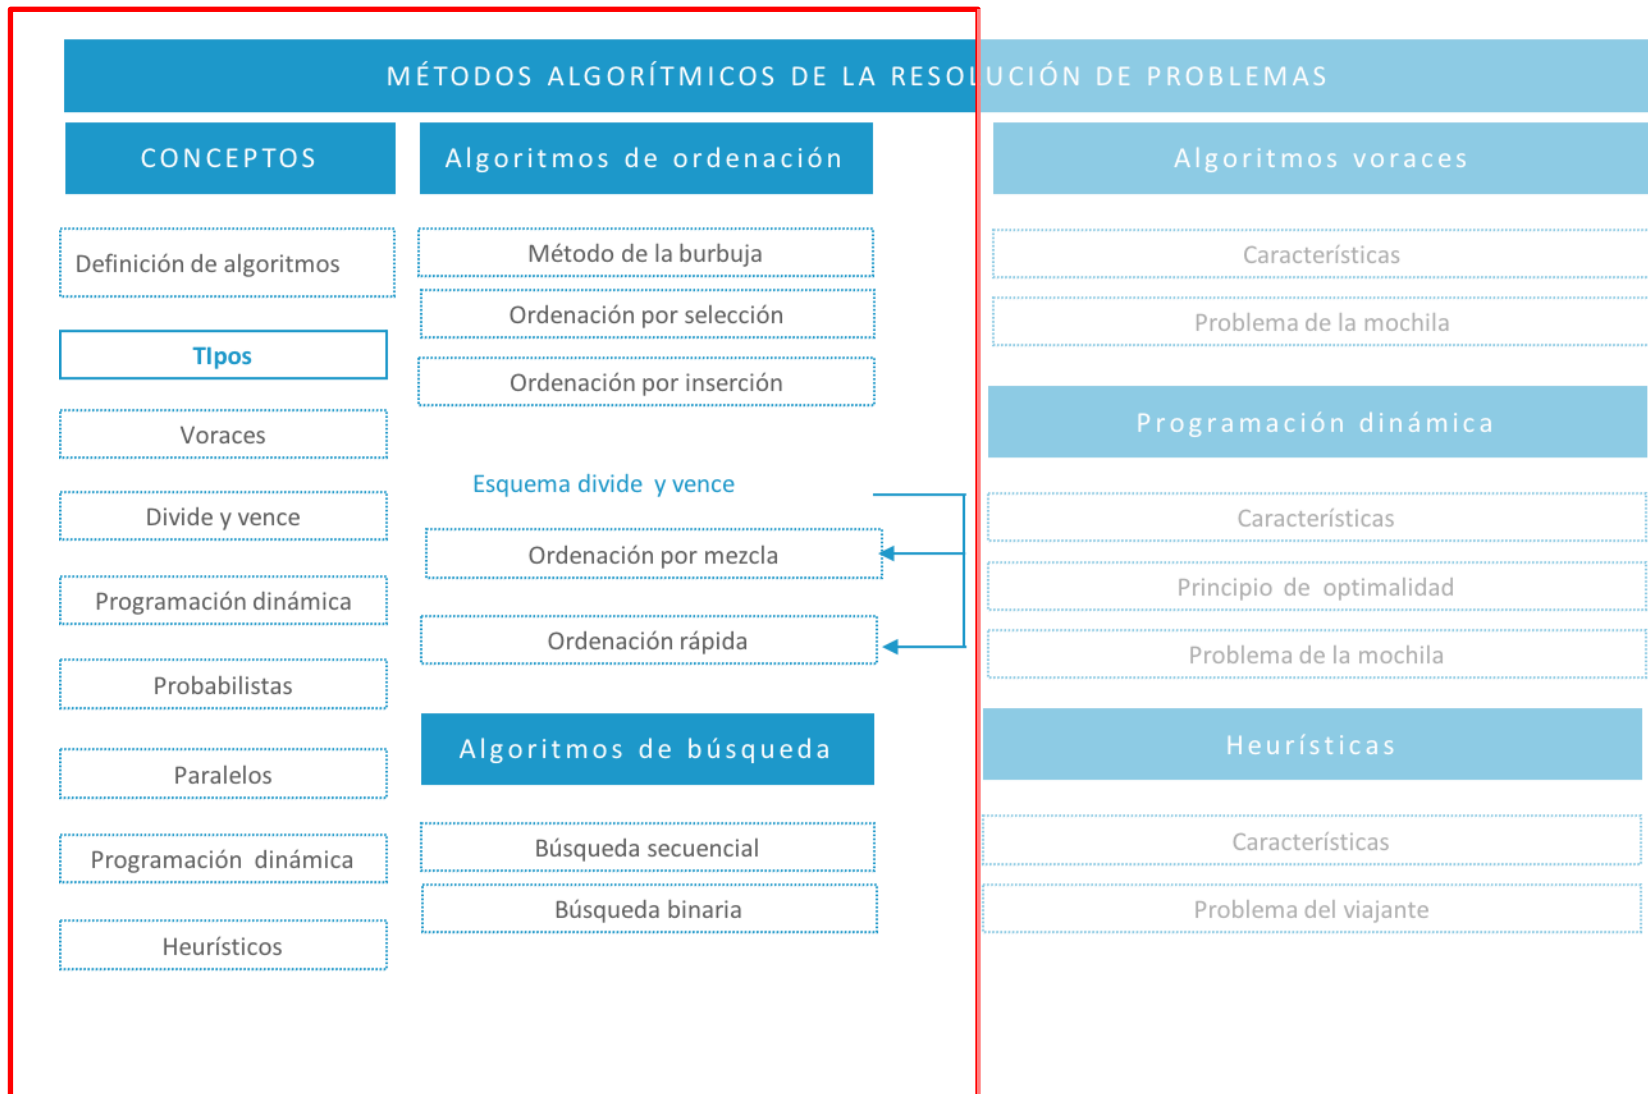 MÉTODOS ALGORÍTMICOS DE LA RESOLUCIÓN DE PROBLEMAS
CONCEPTOS
Definición de algoritmos
TIpos
Voraces
Divide y vence
Programación dinámica
Probabilistas
Paralelos
Programación dinámica
Heurísticos
Algoritmos de ordenación
Método de la burbuja
Ordenación por selección
Ordenación por inserción
Esquema divide y vence
Ordenación por mezcla
Ordenación rápida
Algoritmos de búsqueda
Búsqueda secuencial
Búsqueda binaria
Algoritmos voraces
Características
Problema de la mochila
Programación dinámica
Características
Principio de optimalidad
Problema de la mochila
Heurísticas
Características
Problema del viajante